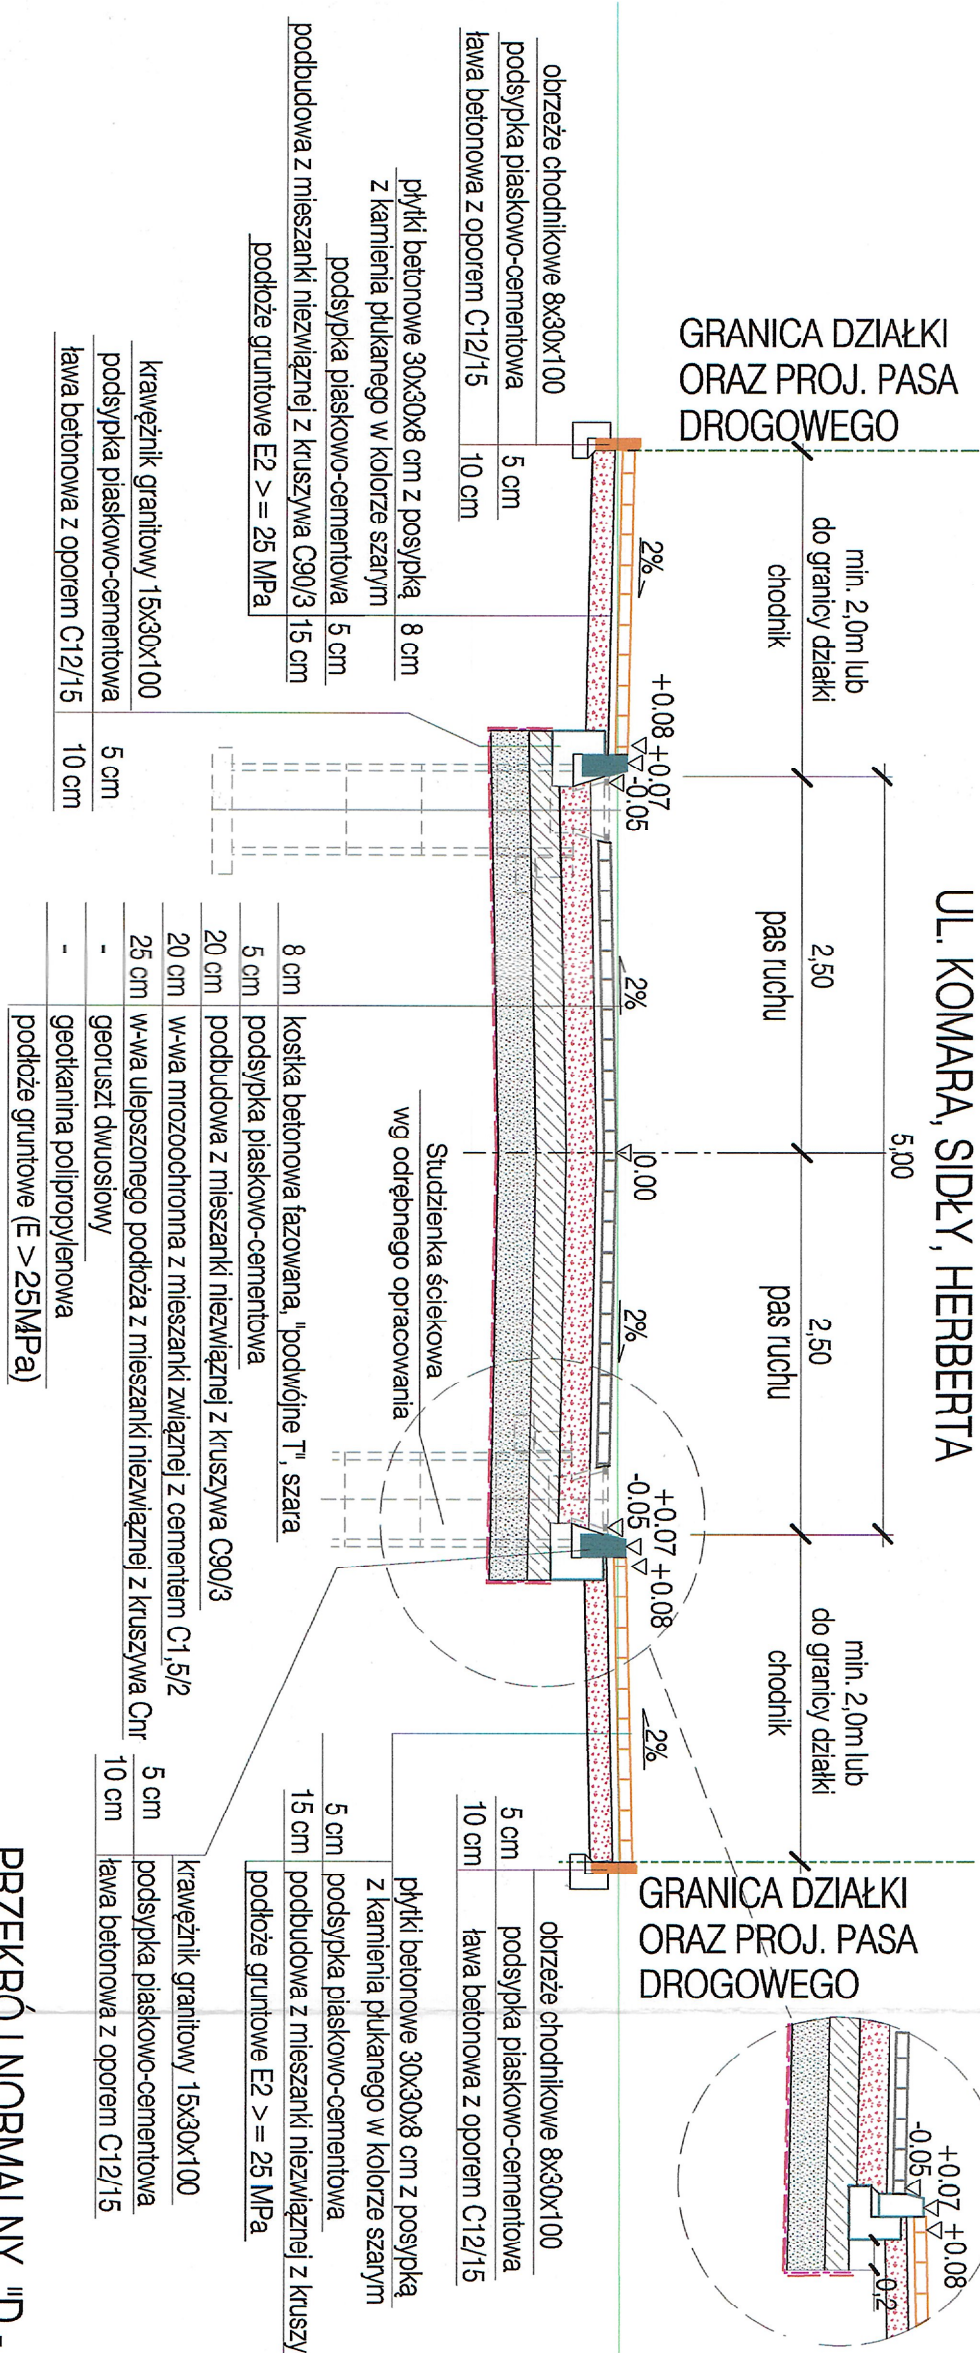 UL. KOMARA, SIDŁY, HERBERTA
5,00
GRANICA DZIAŁKI
ORAZ PROJ. PASA
DROGOWEGO
min. 2,0m lub
do granicy działki
chodnik
2,50
pas ruchu
2,50
pas ruchu
min. 2,0m lub
do granicy działki
chodnik
GRANICA DZIAŁKI
ORAZ PROJ. PASA
DROGOWEGO
2%
+0.08
+0.07
-0.05
2%
0,00
2%
-0.05
+0.07
+0.08
2%
+0.07
+0.08
-0.05
0,2
obrzeże chodnikowe 8x30x100
podsypka piaskowo-cementowa 5 cm
ława betonowa z oporem C12/15 10 cm
płytki betonowe 30x30x8 cm z posypką 8 cm
z kamienia płukanego w kolorze szarym
podsypka piaskowo-cementowa 5 cm
podbudowa z mieszanki niezwiąznej z kruszywa C90/3 15 cm
podłoże gruntowe E2 >= 25 MPa
krawężnik granitowy 15x30x100
podsypka piaskowo-cementowa 5 cm
ława betonowa z oporem C12/15 10 cm
Studzienka ściekowa
wg odrębnego opracowania
8 cm kostka betonowa fazowana, "podwójne T", szara
5 cm podsypka piaskowo-cementowa
20 cm podbudowa z mieszanki niezwiąznej z kruszywa C90/3
20 cm w-wa mrozoochronna z mieszanki związnej z cementem C1,5/2
25 cm w-wa ulepszonego podłoża z mieszanki niezwiąznej z kruszywa Cnr
- georuszt dwuosiowy
- geotkanina polipropylenowa
podłoże gruntowe (E >25MPa)
obrzeże chodnikowe 8x30x100
5 cm podsypka piaskowo-cementowa
10 cm ława betonowa z oporem C12/15
płytki betonowe 30x30x8 cm z posypką
z kamienia płukanego w kolorze szarym
5 cm podsypka piaskowo-cementowa
15 cm podbudowa z mieszanki niezwiąznej z kruszy
podłoże gruntowe E2 >= 25 MPa
krawężnik granitowy 15x30x100
5 cm podsypka piaskowo-cementowa
10 cm ława betonowa z oporem C12/15
PRZEKRÓJ NORMALNY "D -